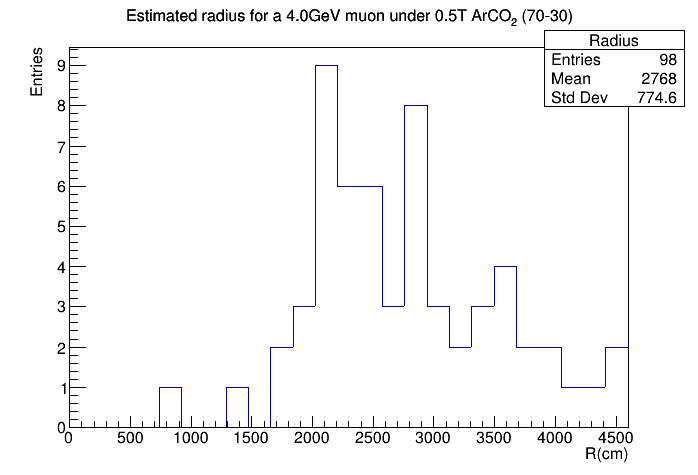 Estimated radius for a 4.0GeV muon under 0.5T ArCO2 (70-30)
Radius
Entries 98
Mean 2768
Std Dev 774.6
Entries
9
8
7
6
5
4
3
2
1
0
0 500 1000 1500 2000 2500 3000 3500 4000 4500
R(cm)